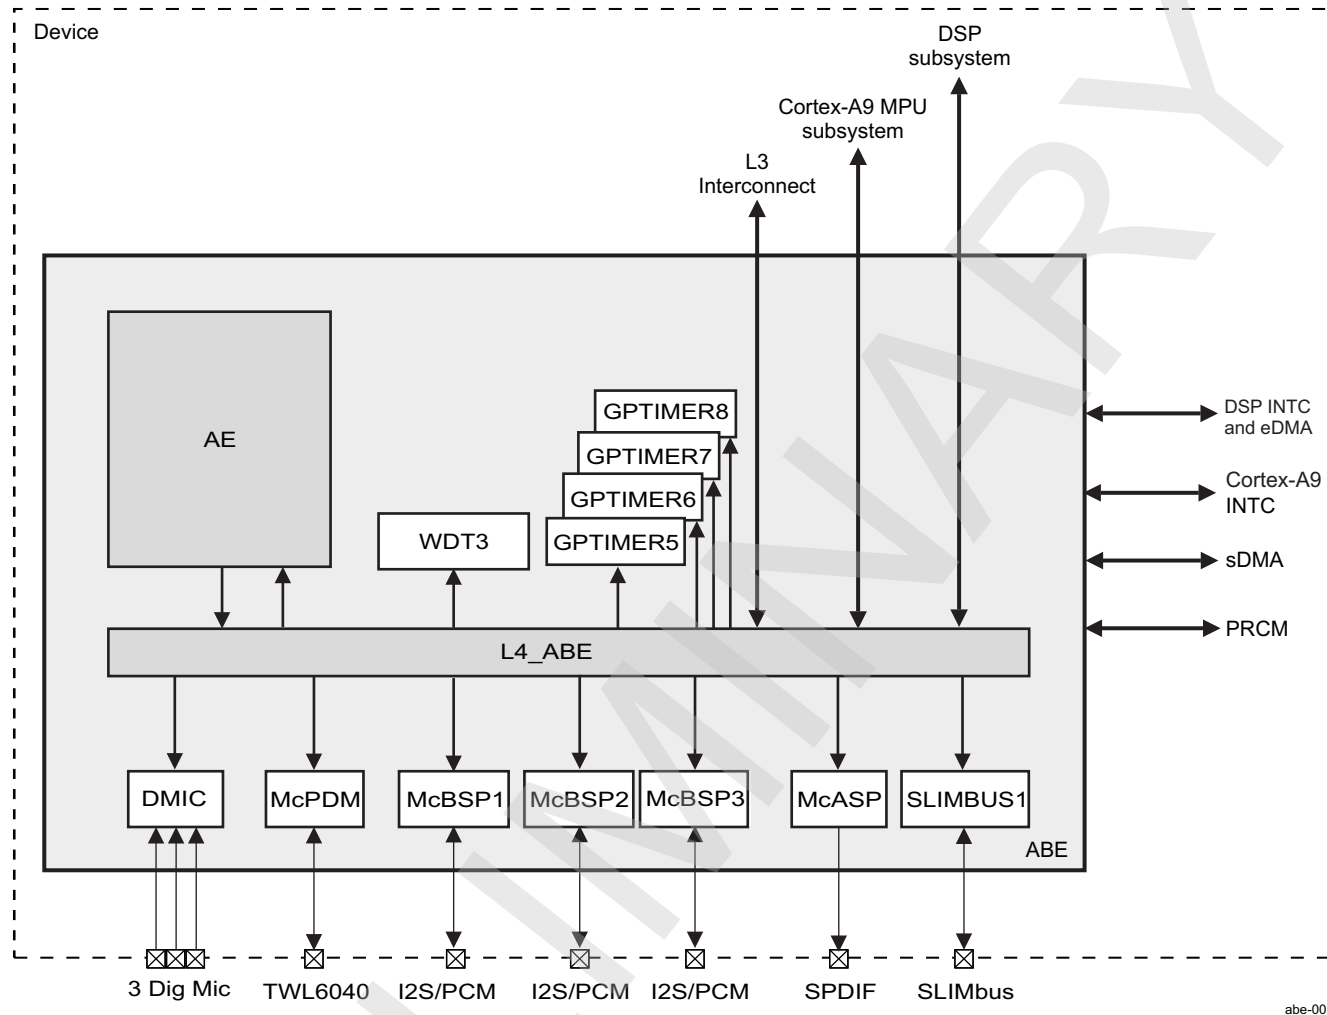 Device
DSP
subsystem
Cortex-A9 MPU
subsystem
L3
Interconnect
AE
GPTIMER8
GPTIMER7
GPTIMER6
GPTIMER5
WDT3
DSP INTC
and eDMA
Cortex-A9
INTC
sDMA
PRCM
L4_ABE
DMIC
McPDM
McBSP1
McBSP2
McBSP3
McASP
SLIMBUS1
ABE
3 Dig Mic
TWL6040
I2S/PCM
I2S/PCM
I2S/PCM
SPDIF
SLIMbus
abe-00
IMINARY